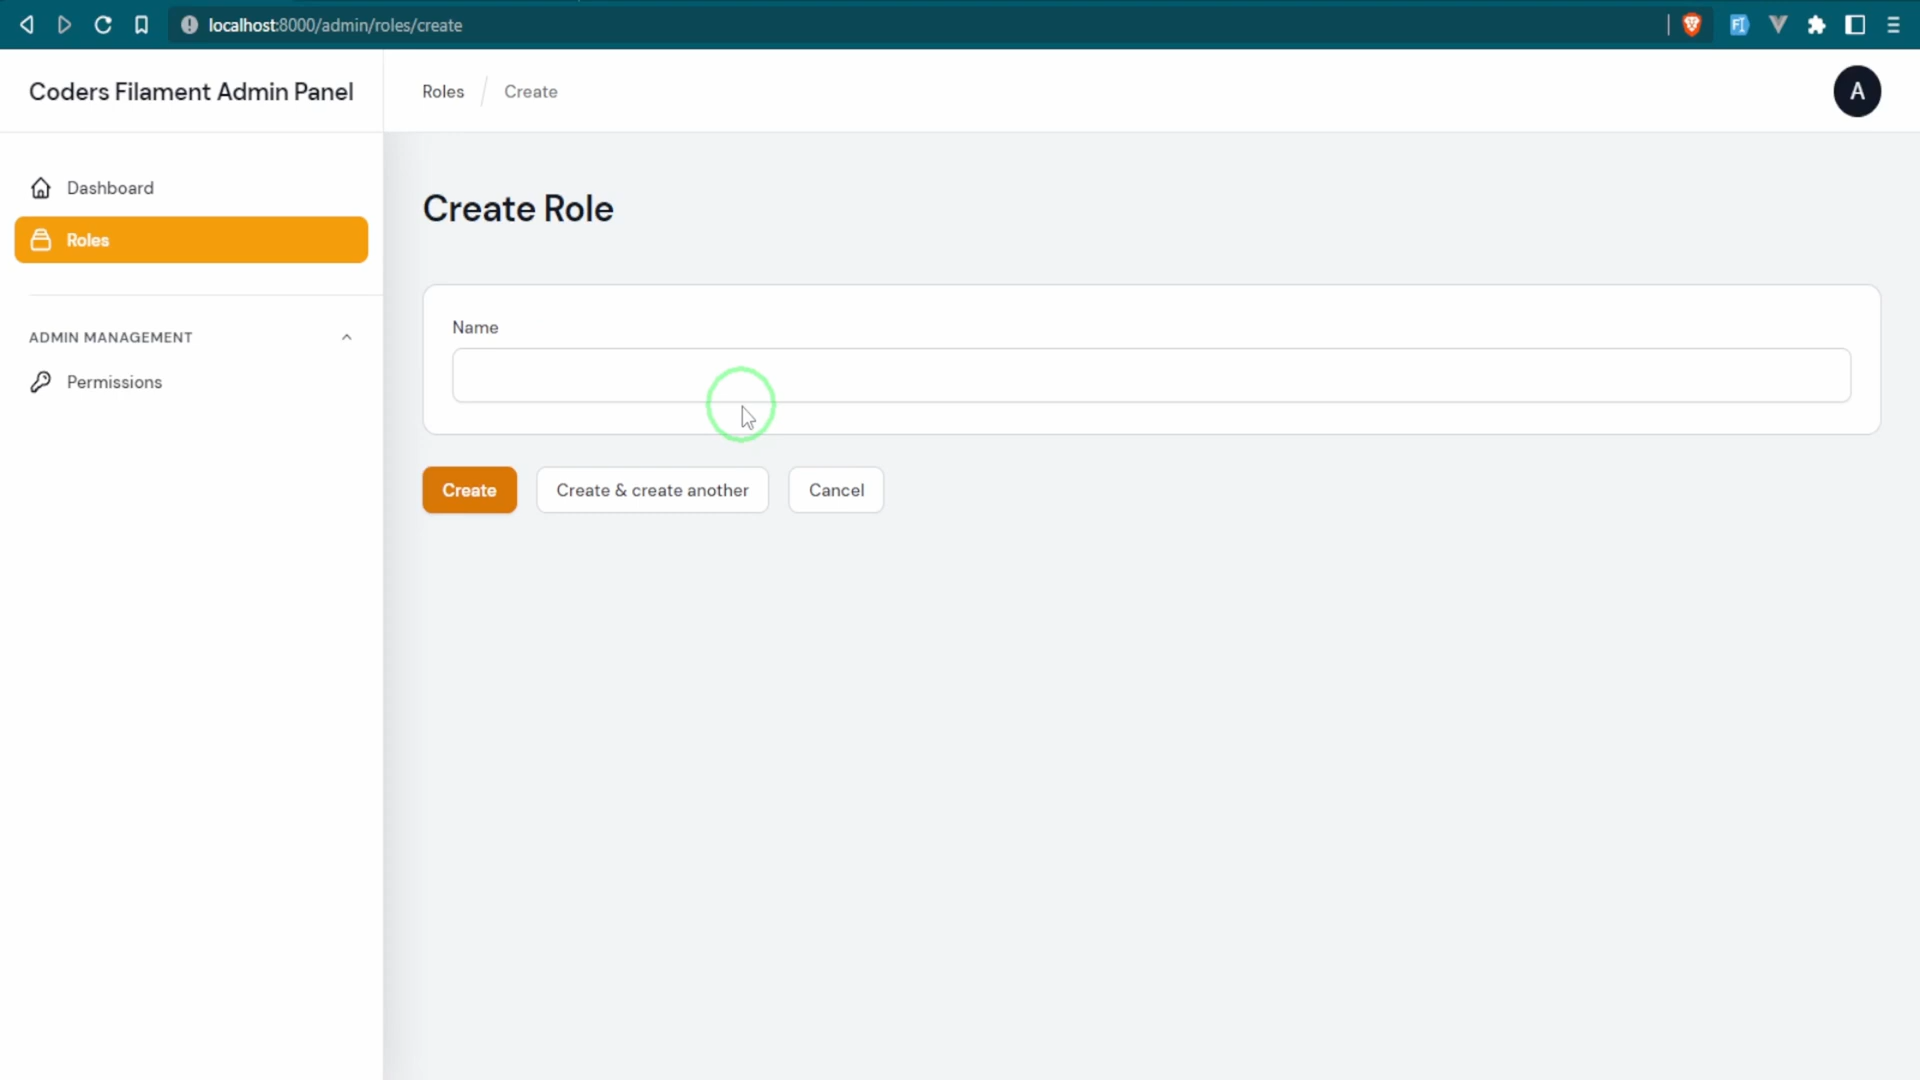 localhost:8000/admin/roles/create
Coders Filament Admin Panel
Roles
Create
A
Dashboard
Roles
ADMIN MANAGEMENT
Permissions
Create Role
Name
Create
Create & create another
Cancel